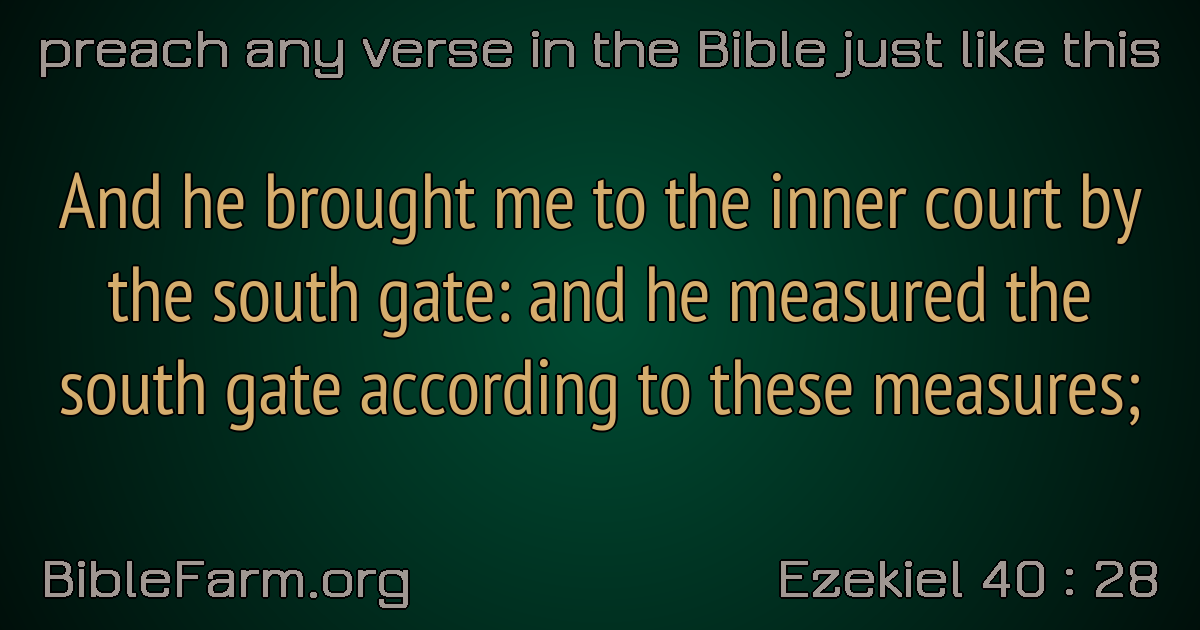 preach any verse in the Bible just like this
And he brought me to the inner court by
the south gate: and he measured the
south gate according to these measures;
BibleFarm.org
Ezekiel 40 : 28